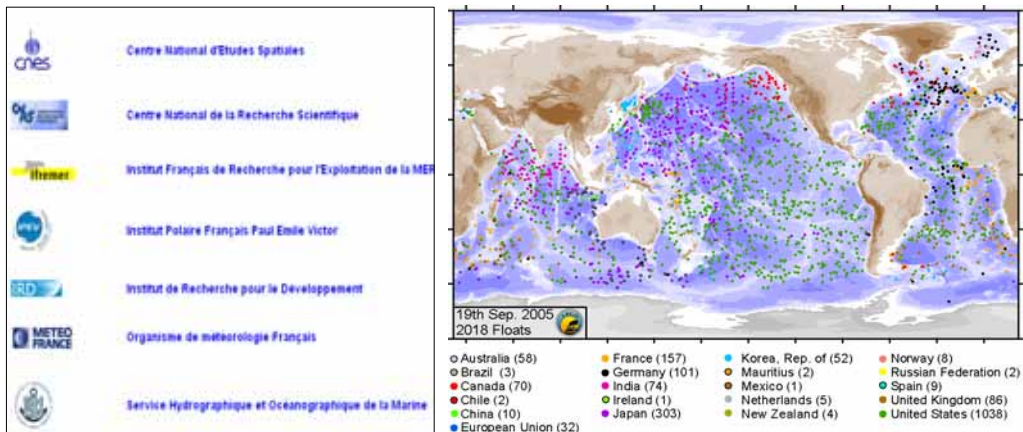 cnes
Centre National d'Etudes Spatiales
Centre National de la Recherche Scientifique
Ifremer
Institut Français de Recherche pour l'Exploitation de la MER
IPEV
Institut Polaire Français Paul Emile Victor
IRD
Institut de Recherche pour le Développement
METEO
FRANCE
Organisme de météorologie Français
Service Hydrographique et Océanographique de la Marine
19th Sep. 2005
2018 Floats
Australia (58)
Brazil (3)
Canada (70)
Chile (2)
China (10)
European Union (32)
France (157)
Germany (101)
India (74)
Ireland (1)
Japan (303)
Korea, Rep. of (52)
Mauritius (2)
Mexico (1)
Netherlands (5)
New Zealand (4)
Norway (8)
Russian Federation (2)
Spain (9)
United Kingdom (86)
United States (1038)